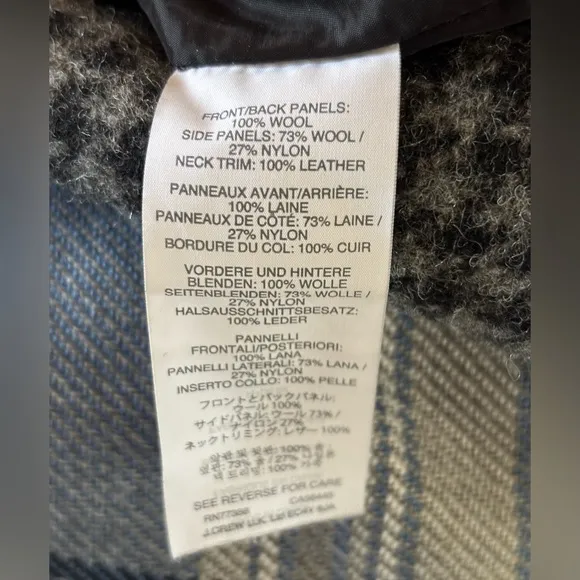 FRONT/BACK PANELS:
100% WOOL
SIDE PANELS: 73% WOOL /
27% NYLON
NECK TRIM: 100% LEATHER
PANNEAUX AVANT/ARRIÈRE:
100% LAINE
PANNEAUX DE CÔTÉ: 73% LAINE /
27% NYLON
BORDURE DU COL: 100% CUIR
VORDERE UND HINTERE
BLENDEN: 100% WOLLE
SEITENBLENDEN: 73% WOLLE /
27% NYLON
HALSAUSSCHNITTSBESATZ:
100% LEDER
PANNELLI
FRONTALI/POSTERIORI:
100% LANA
PANNELLI LATERALI: 73% LANA /
27% NYLON
INSERTO COLLO: 100% PELLE
フロントとバックパネル:
ウール 100%
サイドパネル: ウール 73% /
ナイロン 27%
ネックトリミング: レザー 100%
100%
73% 27%
100%
SEE REVERSE FOR CARE
J.CREW